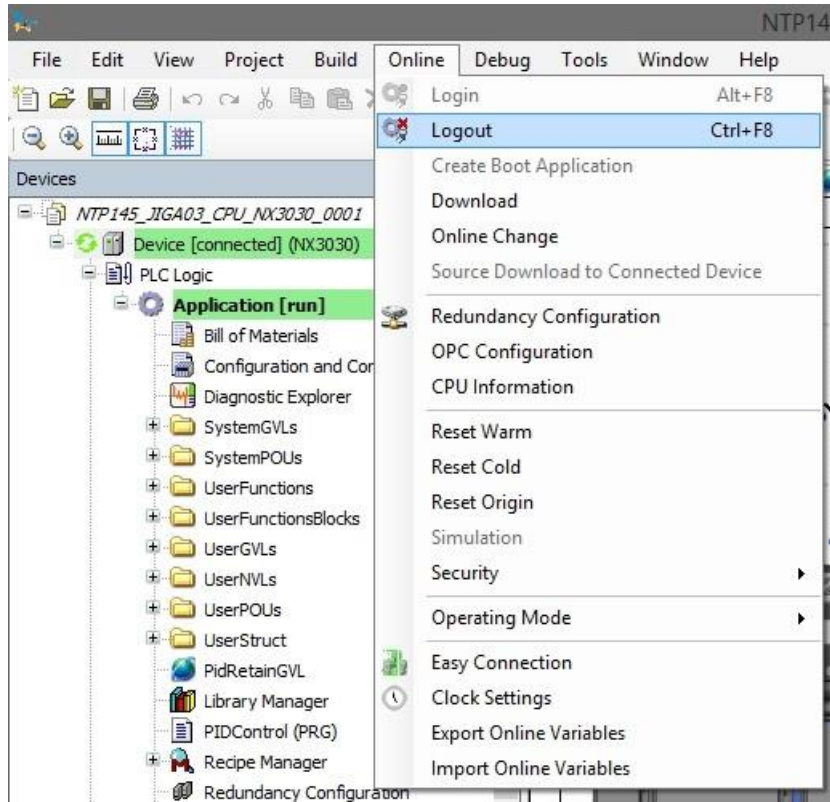 NTP14
File Edit View Project Build Online Debug Tools Window Help
Login Alt+F8
Logout Ctrl+F8
Create Boot Application
Download
Online Change
Source Download to Connected Device
Redundancy Configuration
OPC Configuration
CPU Information
Reset Warm
Reset Cold
Reset Origin
Simulation
Security
Operating Mode
Easy Connection
Clock Settings
Export Online Variables
Import Online Variables
Devices
NTP145_JIGA03_CPU_NX3030_0001
Device [connected] (NX3030)
PLC Logic
Application [run]
Bill of Materials
Configuration and Cor
Diagnostic Explorer
SystemGVLs
SystemPOUs
UserFunctions
UserFunctionsBlocks
UserGVLs
UserNVLs
UserPOUs
UserStruct
PidRetainGVL
Library Manager
PIDControl (PRG)
Recipe Manager
Redundancy Configuration